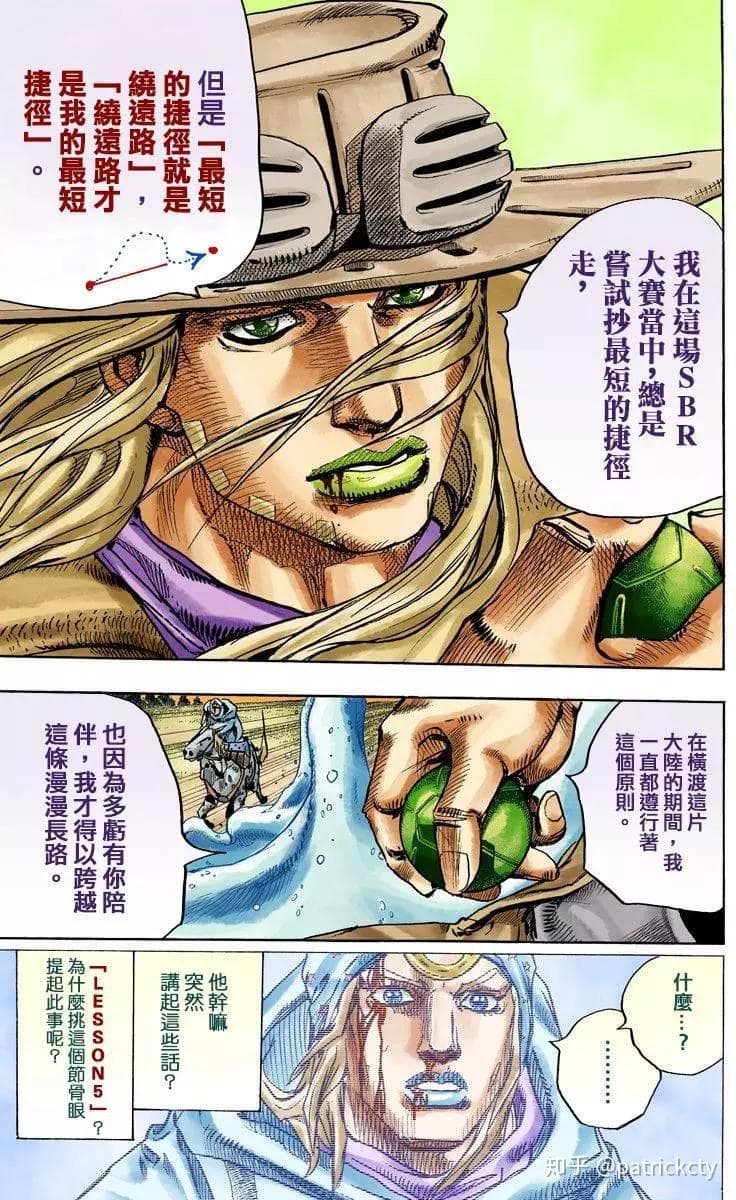 我在這場SBR
大賽當中，總是
嘗試抄最短的捷徑
走，
但是「最短
的捷徑就是
繞遠路」，
「繞遠路才
是我的最短
捷徑」。
在橫渡這片
大陸的期間，我
一直都遵行著
這個原則。
也因為多虧有你陪
伴，我才得以跨越
這條漫漫長路。
什麼…？
………
他幹嘛
突然
講起這些話？
「LESSON5」？
為什麼挑這個節骨眼
提起此事呢？
知乎 @patrickcty